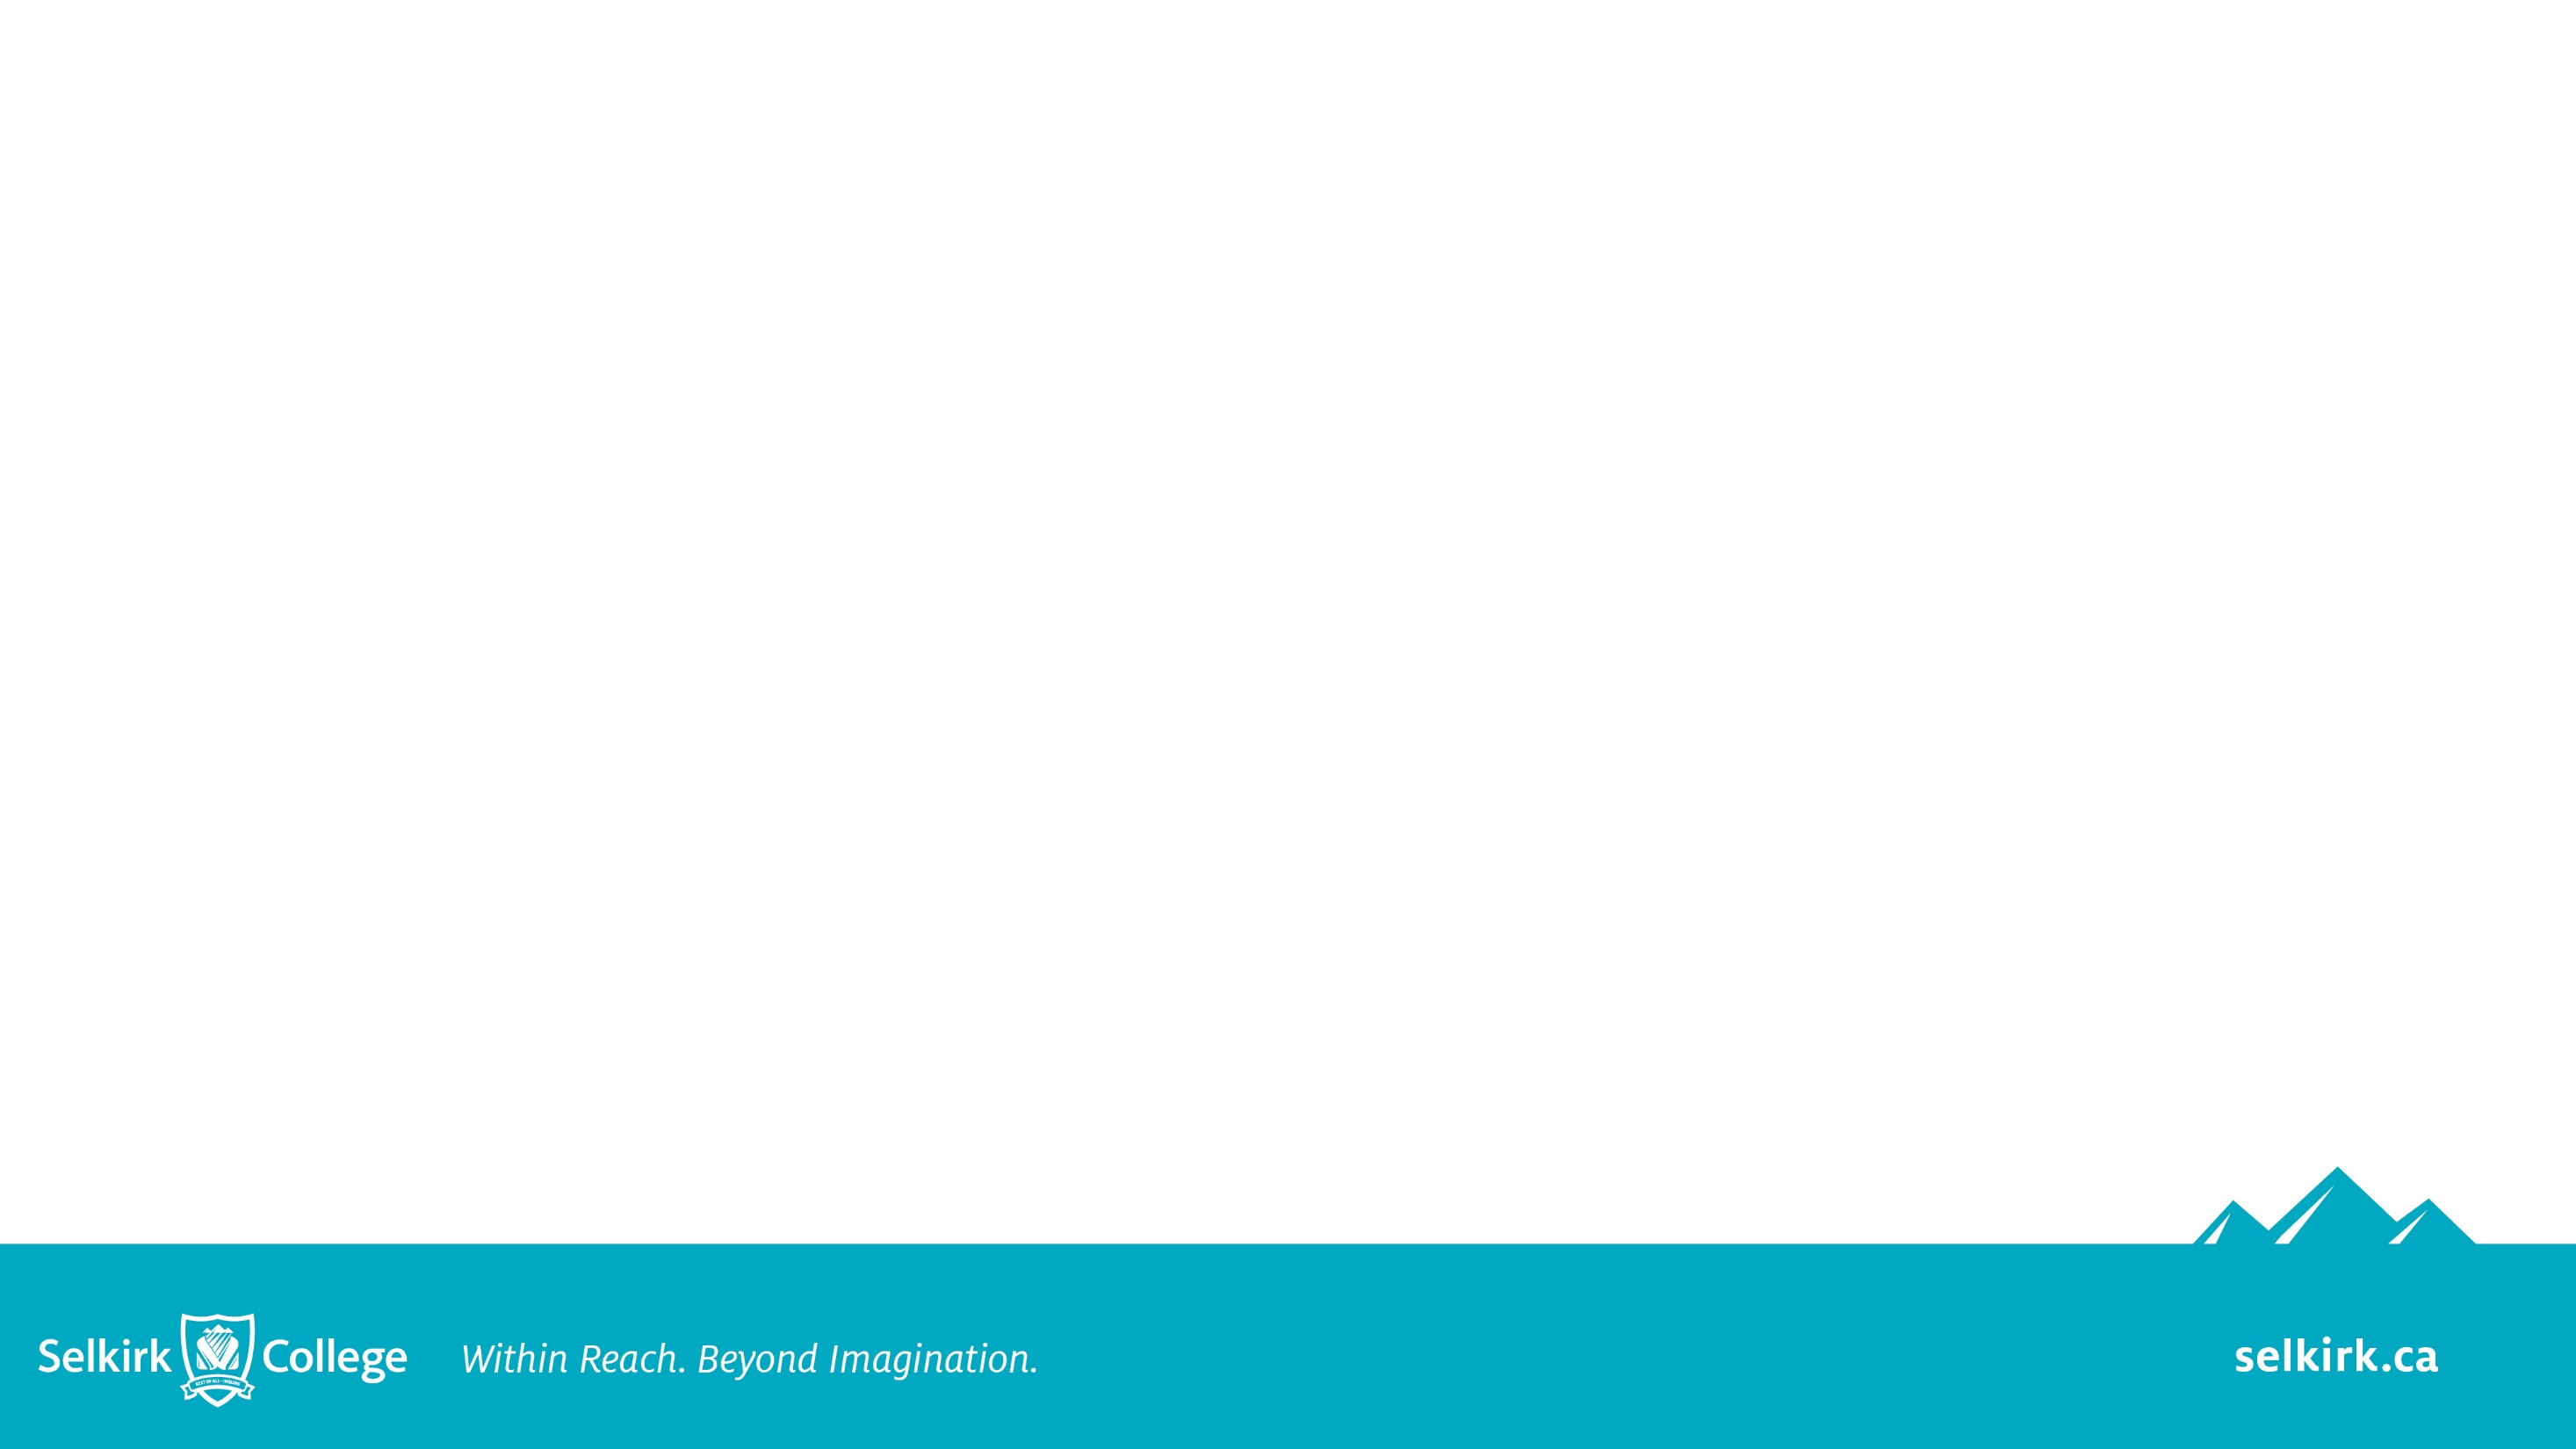 Selkirk College
Within Reach. Beyond Imagination.
selkirk.ca